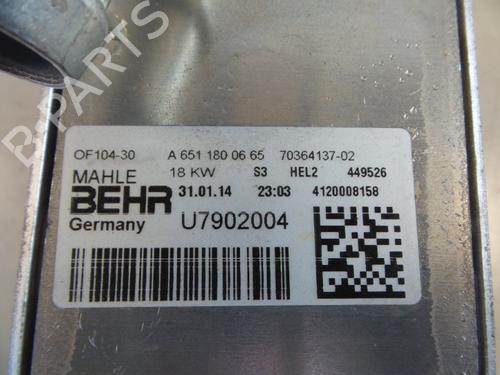 B-PARTS
OF104-30 A 651 180 06 65 70364137-02
MAHLE 18 KW S3 HEL2 449526
BEHR 31.01.14 23:03 4120008158
Germany U7902004